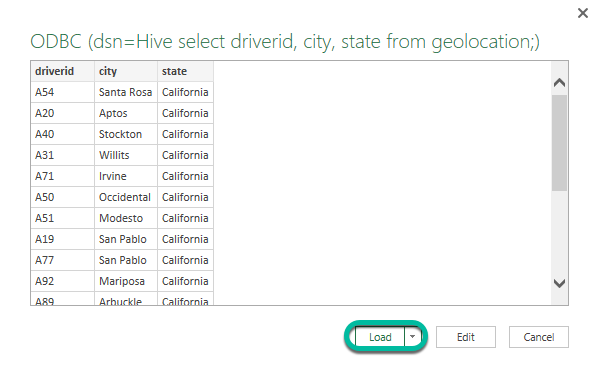 ODBC (dsn=Hive select driverid, city, state from geolocation;)
driverid city state
A54 Santa Rosa California
A20 Aptos California
A40 Stockton California
A31 Willits California
A71 Irvine California
A50 Occidental California
A51 Modesto California
A19 San Pablo California
A77 San Pablo California
A92 Mariposa California
A89 Arbuckle California
Load Edit Cancel